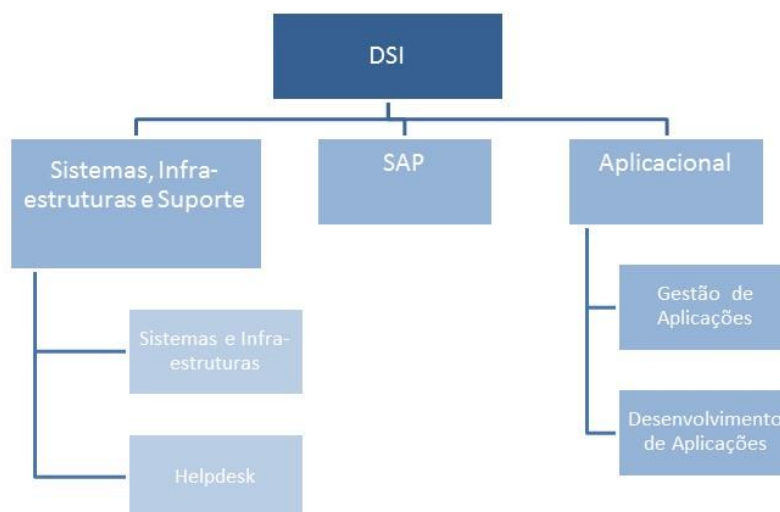 DSI
Sistemas, Infra-
estruturas e Suporte
SAP
Aplicacional
Sistemas e Infra-
estruturas
Helpdesk
Gestão de
Aplicações
Desenvolvimento
de Aplicações